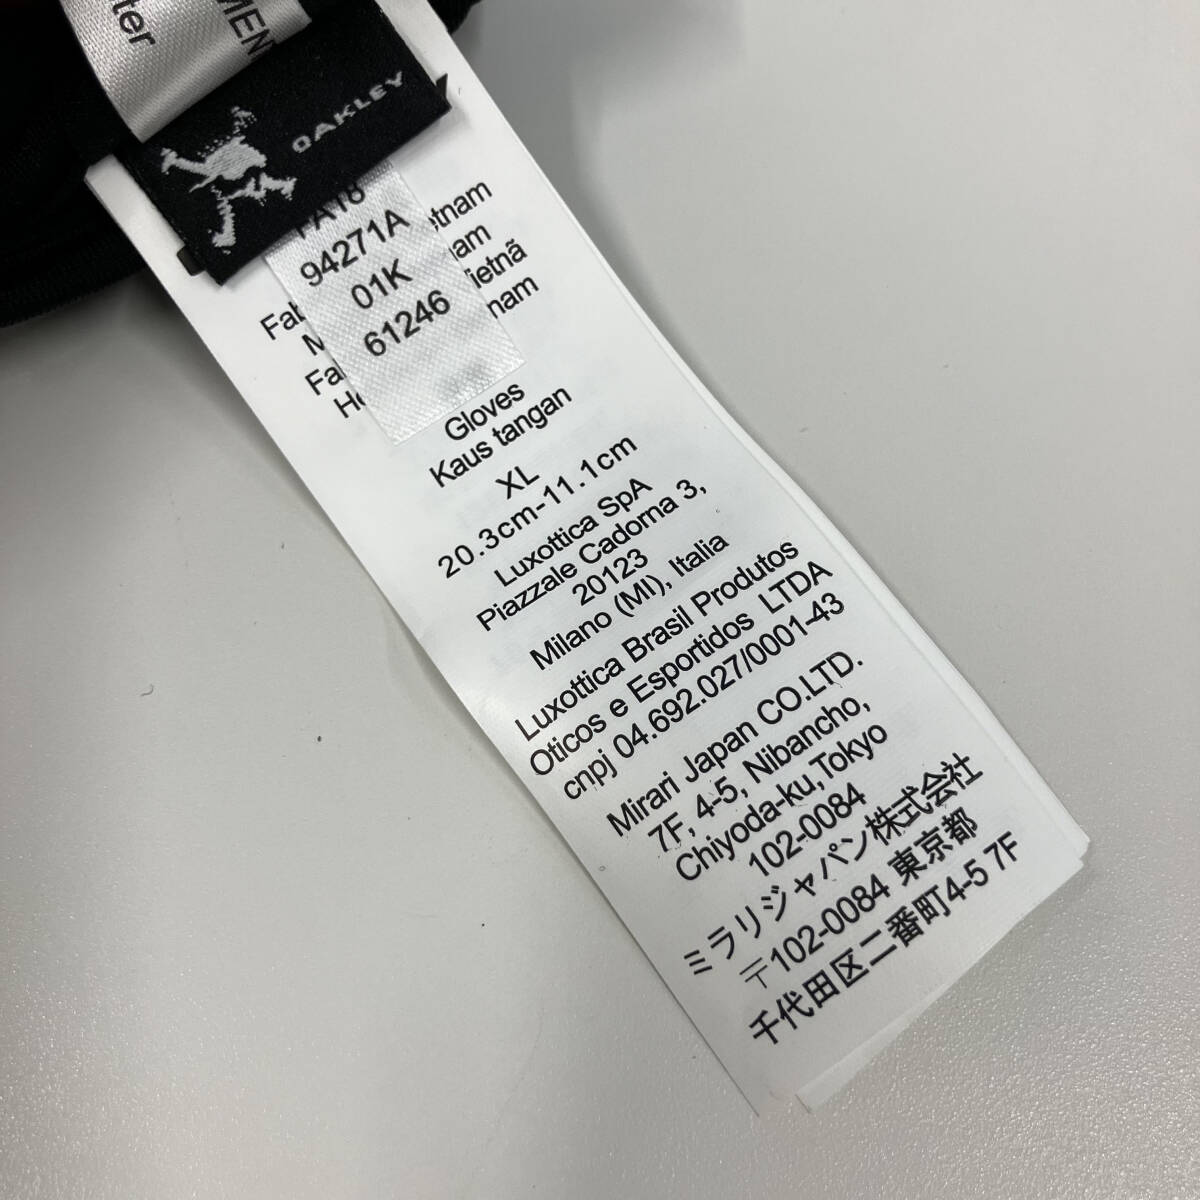 MEN
OAKLEY
FA18
94271A
01K
61246
Gloves
Kaus tangan
XL
20.3cm-11.1cm
Luxottica SpA
Piazzale Cadorna 3,
20123
Milano (MI), Italia
Luxottica Brasil Produtos
Oticos e Esportidos LTDA
cnpj 04.692.027/0001-43
Mirari Japan CO.LTD.
7F, 4-5, Nibancho,
Chiyoda-ku,Tokyo
102-0084
ミラリジャパン株式会社
〒102-0084 東京都
千代田区二番町4-5 7F